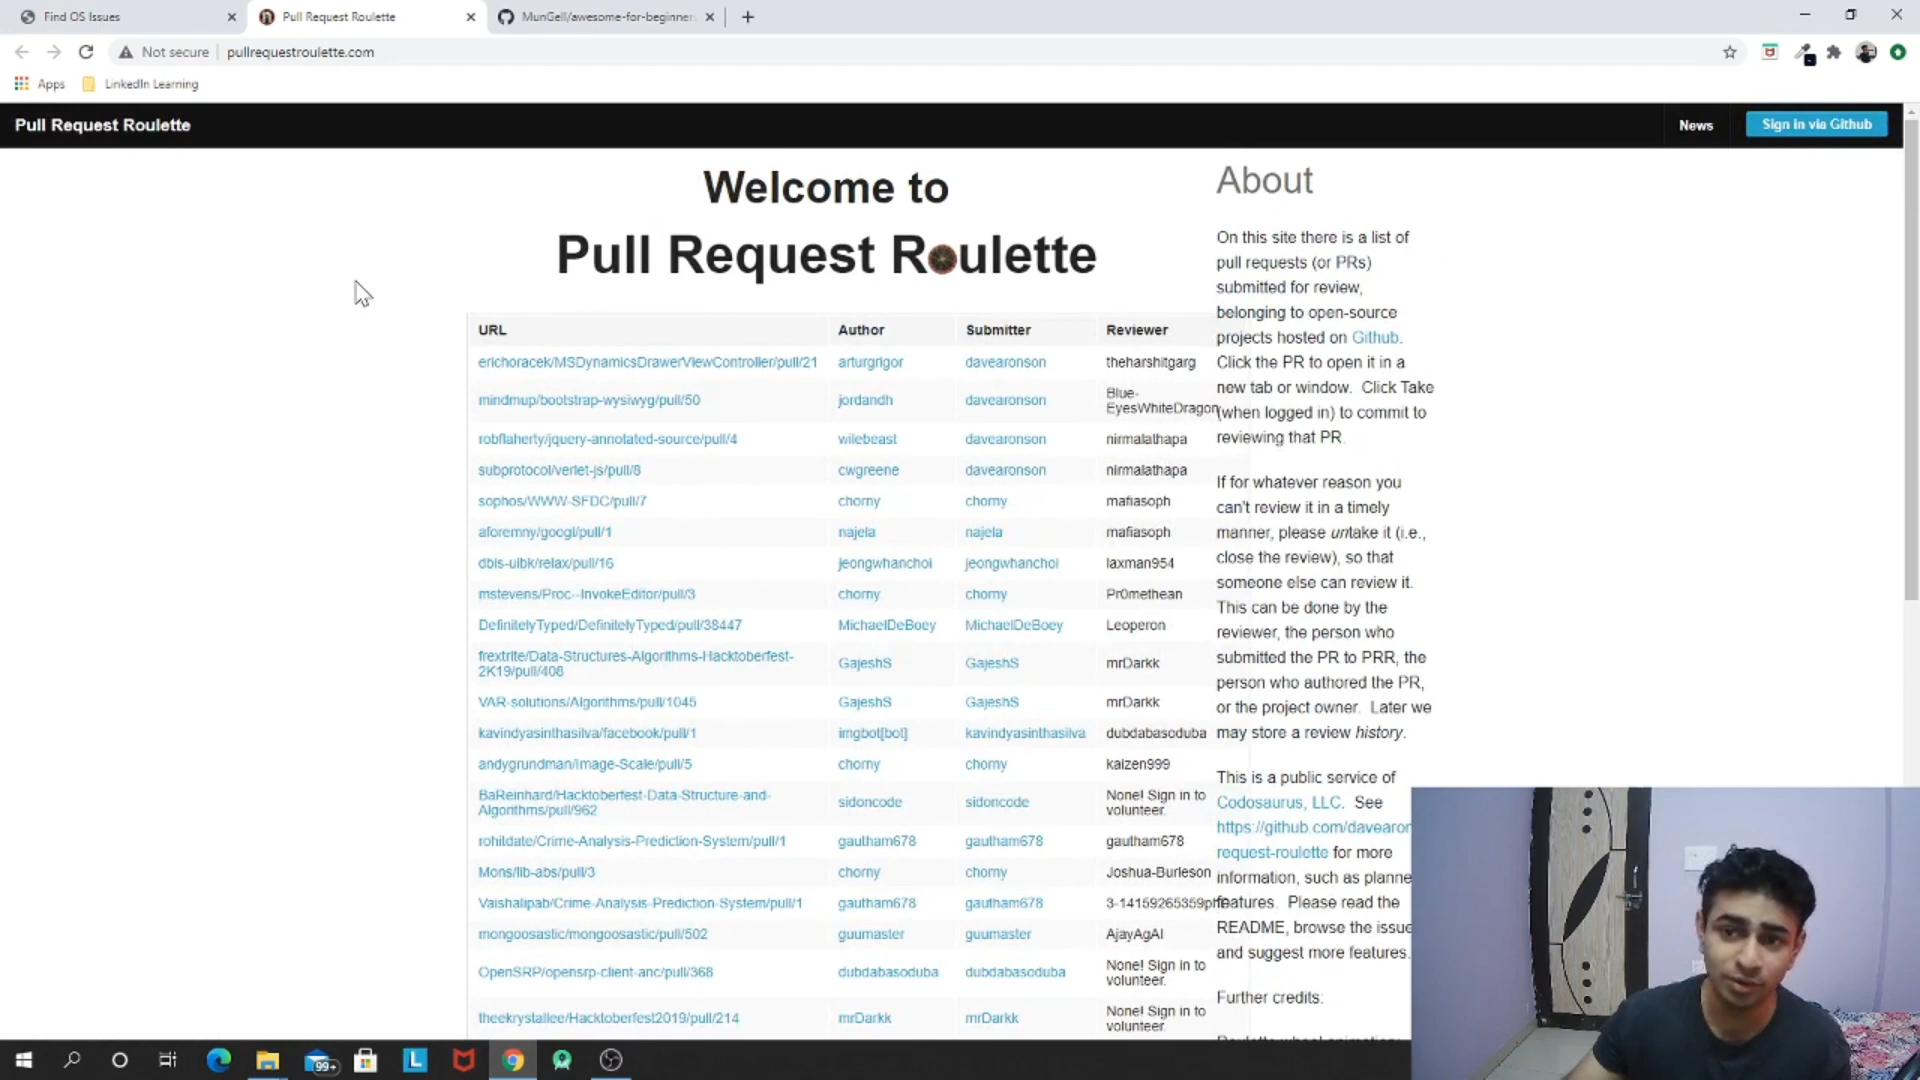 Find OS Issues
Pull Request Roulette
MunGell/awesome-for-beginner
Not secure
pullrequestroulette.com
Apps
LinkedIn Learning
Pull Request Roulette
News
Sign in via Github
Welcome to
Pull Request Roulette
URL Author Submitter Reviewer
erichoracek/MSDynamicsDrawerViewController/pull/21 arturgrigor davearonson theharshitgarg
mindmup/bootstrap-wysiwyg/pull/50 jordandh davearonson Blue-
EyesWhiteDragon
robflaherty/jquery-annotated-source/pull/4 wilebeast davearonson nirmalathapa
subprotocol/verlet-js/pull/8 cwgreene davearonson nirmalathapa
sophos/WWW-SFDC/pull/7 chorny chorny mafiasoph
aforemny/googl/pull/1 najela najela mafiasoph
dbis-uibk/relax/pull/16 jeongwhanchoi jeongwhanchoi laxman954
mstevens/Proc--InvokeEditor/pull/3 chorny chorny Pr0methean
DefinitelyTyped/DefinitelyTyped/pull/38447 MichaelDeBoey MichaelDeBoey Leoperon
frextrite/Data-Structures-Algorithms-Hacktoberfest-
2K19/pull/408 GajeshS GajeshS mrDarkk
VAR-solutions/Algorithms/pull/1045 GajeshS GajeshS mrDarkk
kavindyasinthasilva/facebook/pull/1 imgbot[bot] kavindyasinthasilva dubdabasoduba
andygrundman/Image-Scale/pull/5 chorny chorny kaizen999
BaReinhard/Hacktoberfest-Data-Structure-and-
Algorithms/pull/962 sidoncode sidoncode None! Sign in to
volunteer.
rohitdate/Crime-Analysis-Prediction-System/pull/1 gautham678 gautham678 gautham678
Mons/lib-abs/pull/3 chorny chorny Joshua-Burleson
Vaishalipab/Crime-Analysis-Prediction-System/pull/1 gautham678 gautham678
mongoosastic/mongoosastic/pull/502 guumaster guumaster AjayAgAI
OpenSRP/opensrp-client-anc/pull/368 dubdabasoduba dubdabasoduba None! Sign in to
volunteer.
theekrystallee/Hacktoberfest2019/pull/214 mrDarkk mrDarkk None! Sign in to
volunteer.
About
On this site there is a list of
pull requests (or PRs)
submitted for review,
belonging to open-source
projects hosted on Github.
Click the PR to open it in a
new tab or window. Click Take
(when logged in) to commit to
reviewing that PR.
If for whatever reason you
can't review it in a timely
manner, please untake it (i.e.,
close the review), so that
someone else can review it.
This can be done by the
reviewer, the person who
submitted the PR to PRR, the
person who authored the PR,
or the project owner. Later we
may store a review history.
This is a public service of
Codosaurus, LLC. See
https://github.com/davearon
request-roulette for more
information, such as planne
features. Please read the
README, browse the issue
and suggest more features.
Further credits:
99+
L